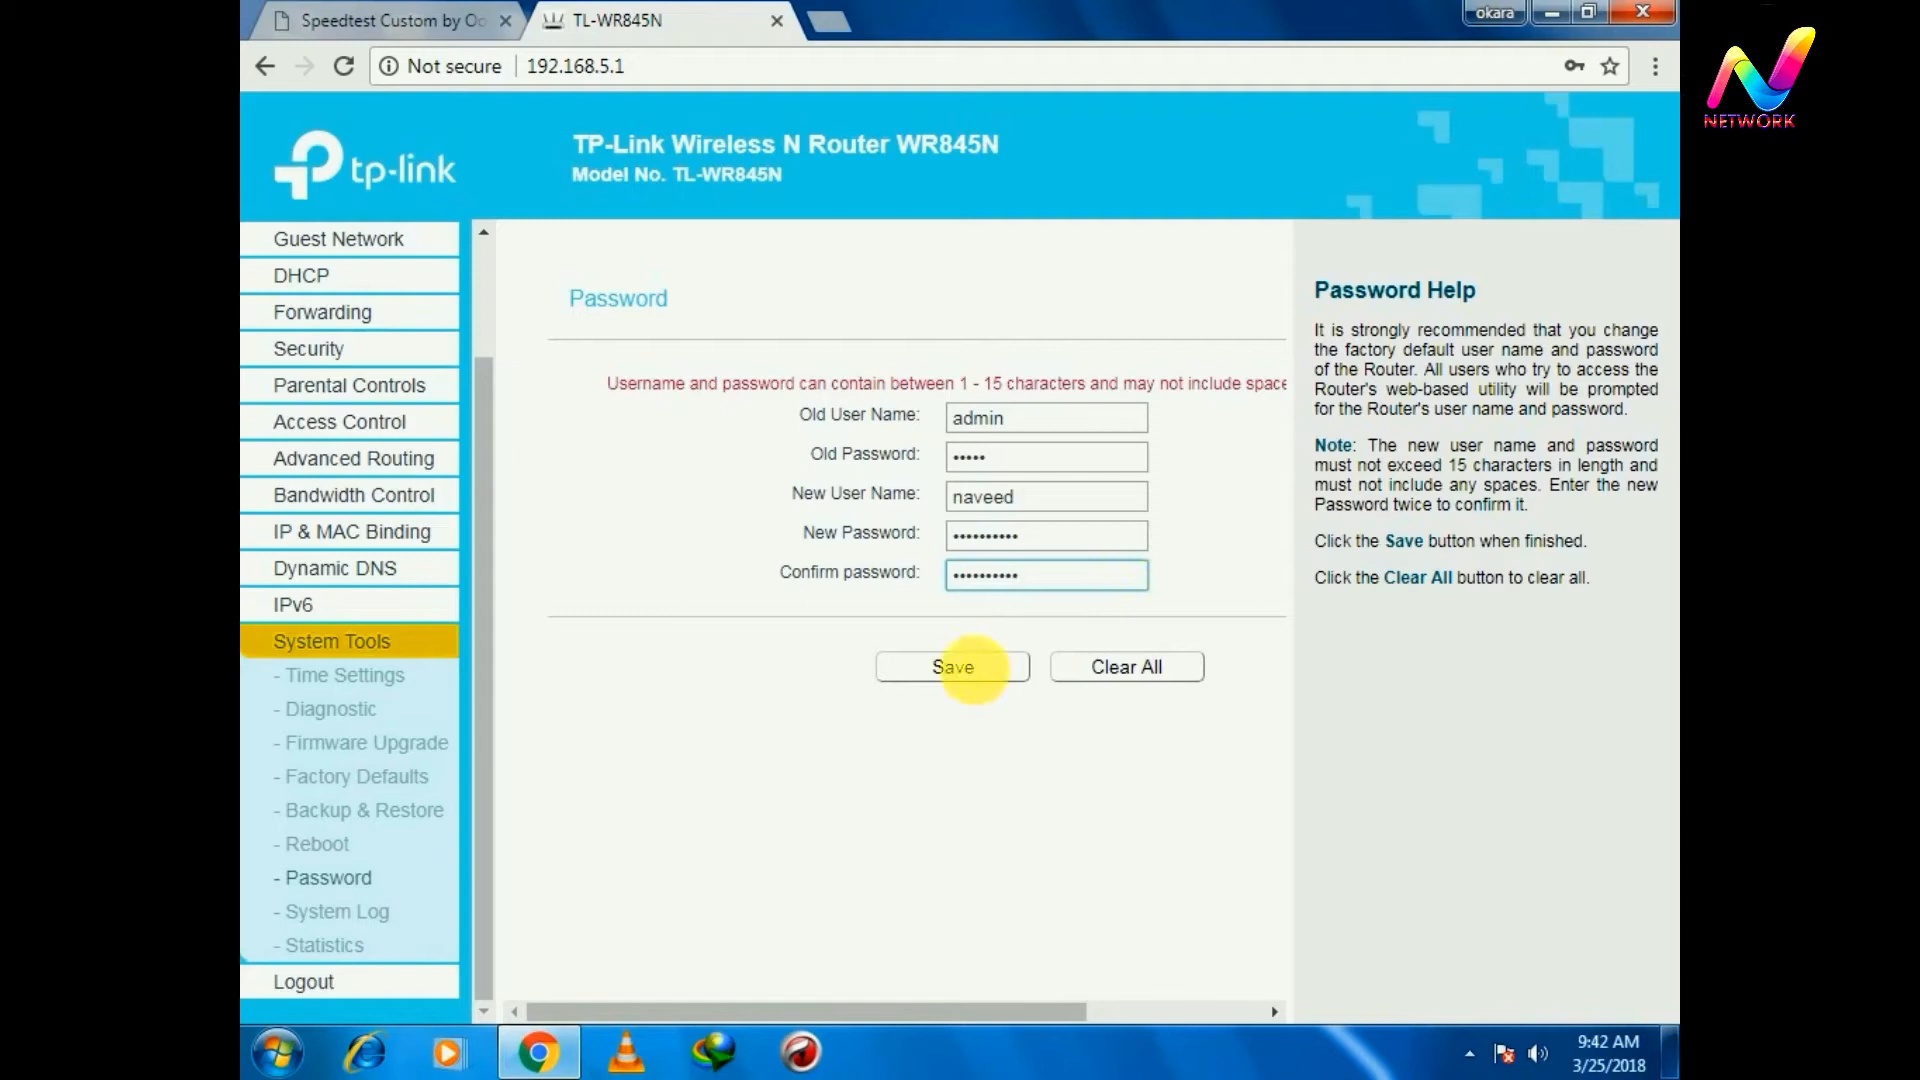 Speedtest Custom by Oo
TL-WR845N
okara
Not secure
192.168.5.1
NETWORK
tp-link
TP-Link Wireless N Router WR845N
Model No. TL-WR845N
Guest Network
DHCP
Forwarding
Security
Parental Controls
Access Control
Advanced Routing
Bandwidth Control
IP & MAC Binding
Dynamic DNS
IPv6
System Tools
- Time Settings
- Diagnostic
- Firmware Upgrade
- Factory Defaults
- Backup & Restore
- Reboot
- Password
- System Log
- Statistics
Logout
Password
Username and password can contain between 1 - 15 characters and may not include space
Old User Name: admin
Old Password: •••••
New User Name: naveed
New Password: ••••••••••
Confirm password: ••••••••••
Save
Clear All
Password Help
It is strongly recommended that you change
the factory default user name and password
of the Router. All users who try to access the
Router's web-based utility will be prompted
for the Router's user name and password.
Note: The new user name and password
must not exceed 15 characters in length and
must not include any spaces. Enter the new
Password twice to confirm it.
Click the Save button when finished.
Click the Clear All button to clear all.
9:42 AM
3/25/2018